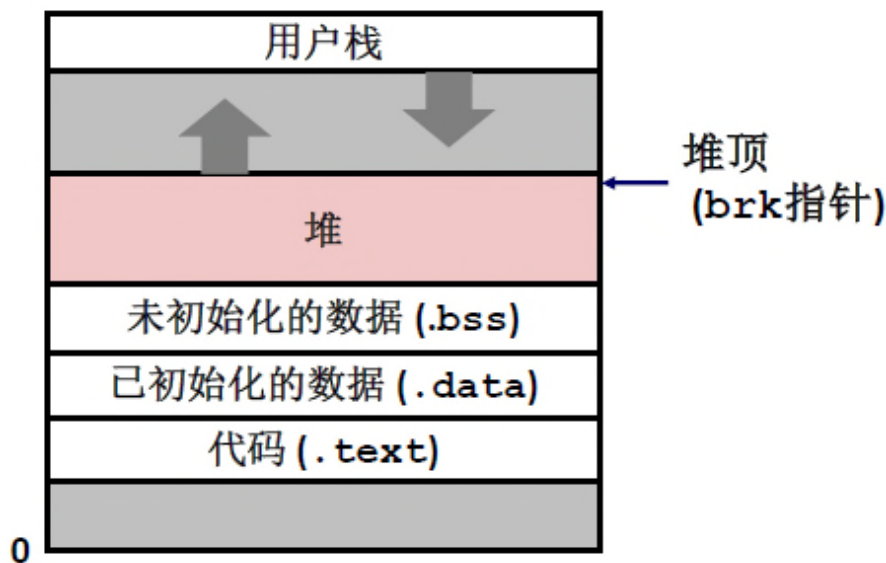 用户栈
堆顶
(brk指针)
堆
未初始化的数据 (.bss)
已初始化的数据 (.data)
代码 (.text)
0